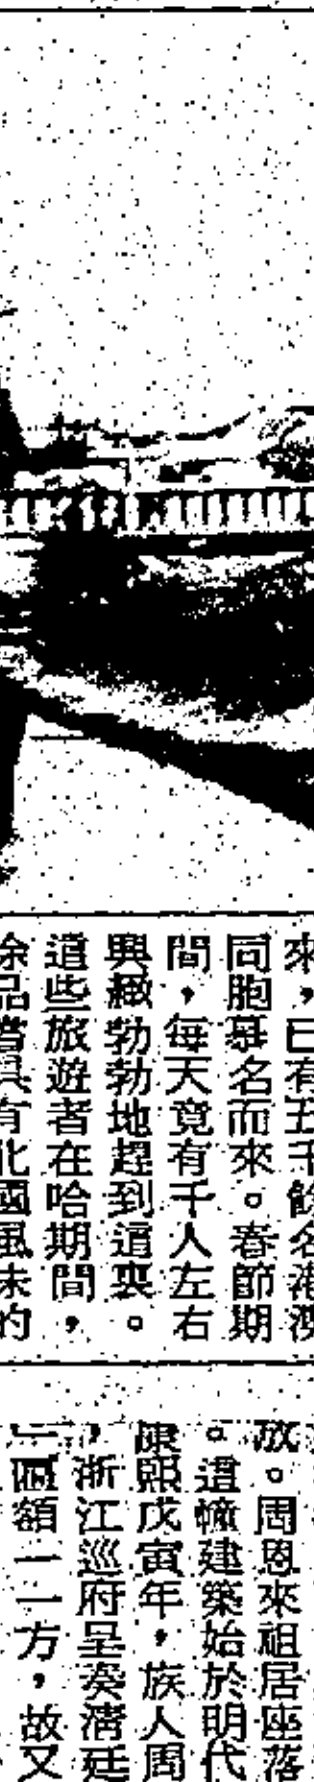 來，已有五千餘名港澳
同胞慕名而來。春節期
間，每天竟有千人左右
興緻勃勃地趕到這裏。
這些旅遊者在哈期間，
除品嘗具有北國風味的
放。周恩來祖居座落
。這幢建築始於明代
康熙戊寅年，族人周
，浙江巡府呈奏清廷
匾額一方，故又